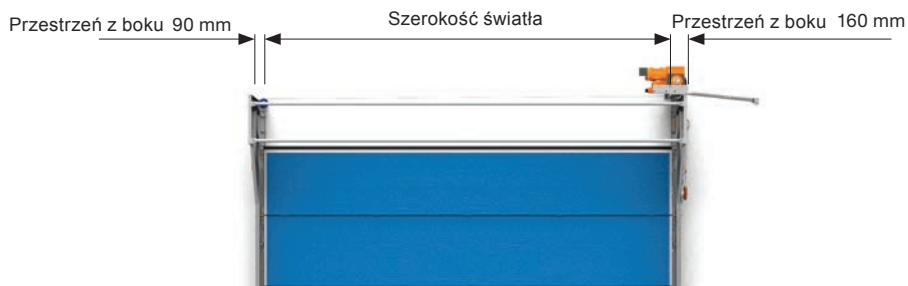 Przestrzeń z boku 90 mm
Szerokość światła
Przestrzeń z boku 160 mm